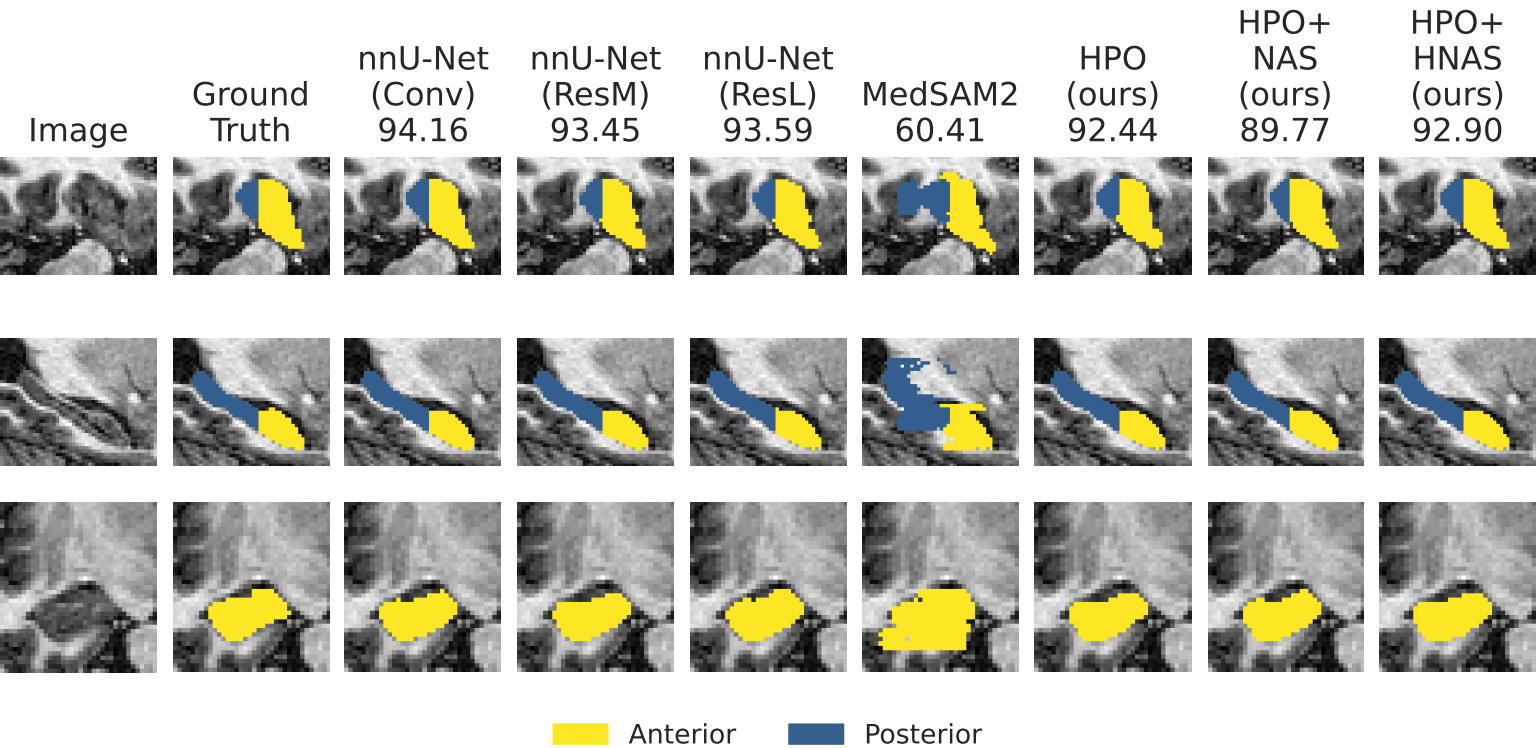 Image
Ground
Truth
nnU-Net
(Conv)
94.16
nnU-Net
(ResM)
93.45
nnU-Net
(ResL)
93.59
MedSAM2
60.41
HPO
(ours)
92.44
HPO+
NAS
(ours)
89.77
HPO+
HNAS
(ours)
92.90
Anterior
Posterior